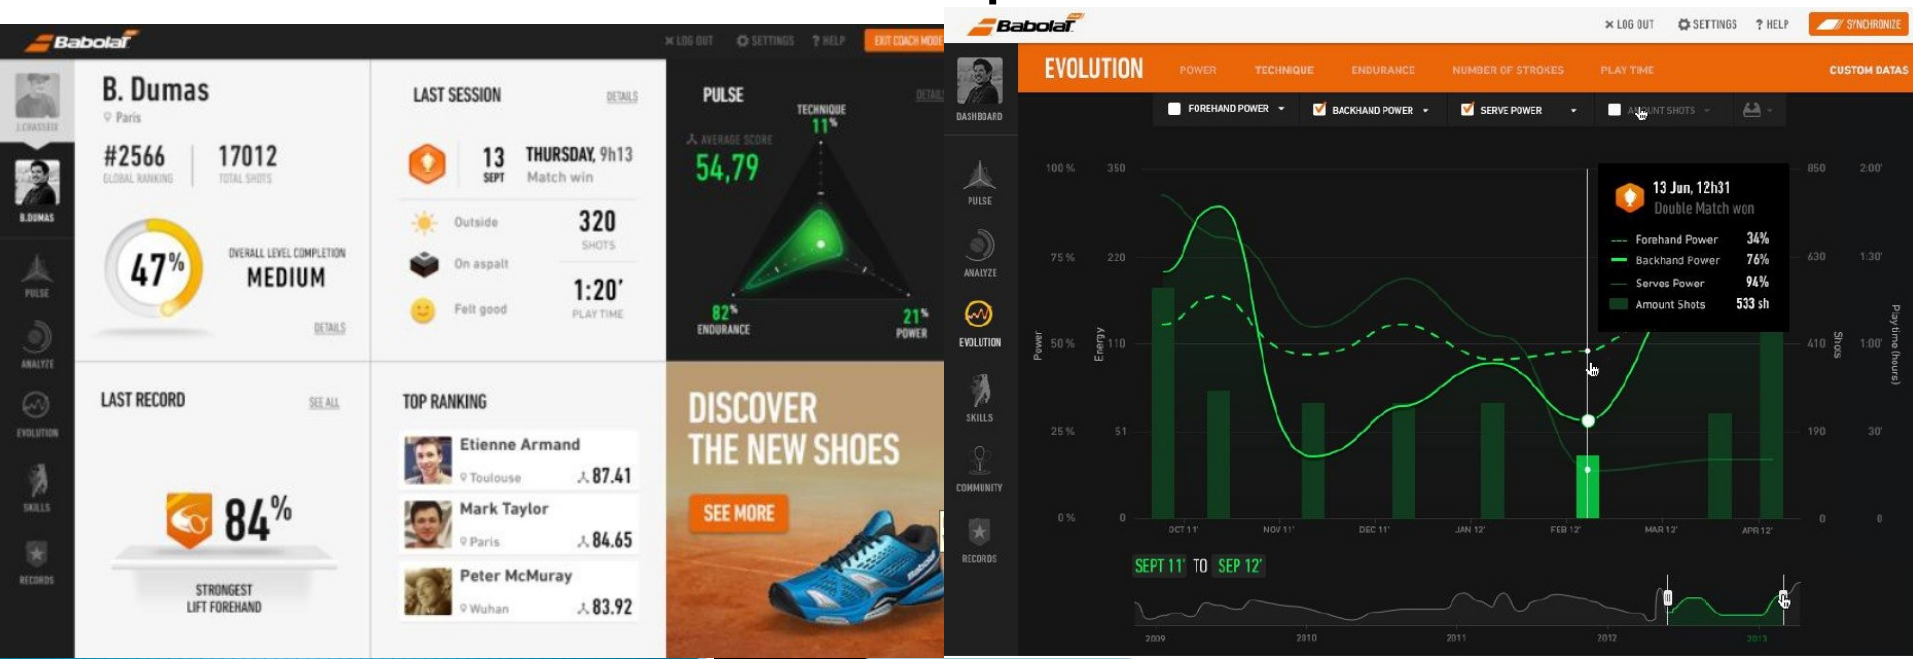 Babolat
× LOG OUT SETTINGS ? HELP EXIT COACH MODE
J.CHASSEIX
B.DUMAS
PULSE
ANALYZE
EVOLUTION
SKILLS
RECORDS
B. Dumas
Paris
#2566 17012
GLOBAL RANKING TOTAL SHOTS
47%
OVERALL LEVEL COMPLETION
MEDIUM
DETAILS
LAST SESSION DETAILS
13 THURSDAY, 9h13
SEPT Match win
Outside 320
SHOTS
On aspalt
1:20'
Felt good PLAY TIME
PULSE DETAIL
TECHNIQUE
11%
AVERAGE SCORE
54,79
82% 21%
ENDURANCE POWER
LAST RECORD SEE ALL
84%
STRONGEST
LIFT FOREHAND
TOP RANKING
Etienne Armand
Toulouse 87.41
Mark Taylor
Paris 84.65
Peter McMuray
Wuhan 83.92
DISCOVER
THE NEW SHOES
SEE MORE
Babolat
Babolat
× LOG OUT SETTINGS ? HELP SYNCHRONIZE
DASHBOARD
PULSE
ANALYZE
EVOLUTION
SKILLS
COMMUNITY
RECORDS
EVOLUTION POWER TECHNIQUE ENDURANCE NUMBER OF STROKES PLAY TIME CUSTOM DATAS
FOREHAND POWER BACKHAND POWER SERVE POWER AMOUNT SHOTS
100 % 350 850 2:00'
75 % 220 630 1:30'
50 % 110 410 1:00'
25 % 51 190 30'
0 % 0 0 0
Power
Energy
Shots
Play time (hours)
13 Jun, 12h31
Double Match won
Forehand Power 34%
Backhand Power 76%
Serves Power 94%
Amount Shots 533 sh
OCT 11' NOV 11' DEC 11' JAN 12' FEB 12' MAR 12' APR 12'
SEPT 11' TO SEP 12'
2009 2010 2011 2012 2013